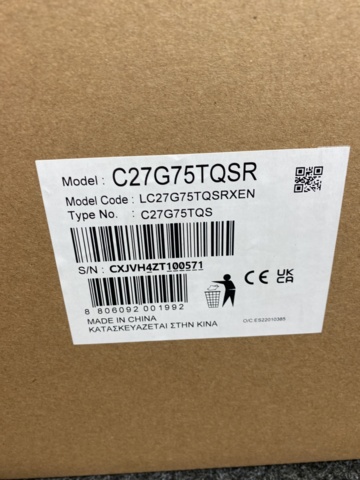 Model : C27G75TQSR
Model Code : LC27G75TQSRXEN
Type No. : C27G75TQS
S/N : CXJVH4ZT100571
8 806092 001992
CE UK CA
MADE IN CHINA
ΚΑΤΑΣΚΕΥΑΖΕΤΑΙ ΣΤΗΝ ΚΙΝΑ
O/C ES22010385